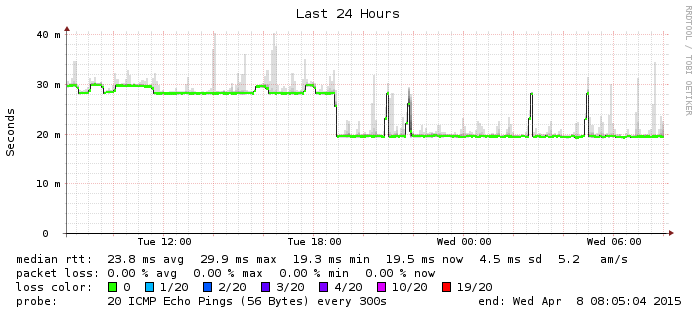 Last 24 Hours
RRDTOOL / TOBI OETIKER
Seconds
40 m
30 m
20 m
10 m
0
Tue 12:00 Tue 18:00 Wed 00:00 Wed 06:00
median rtt: 23.8 ms avg 29.9 ms max 19.3 ms min 19.5 ms now 4.5 ms sd 5.2 am/s
packet loss: 0.00 % avg 0.00 % max 0.00 % min 0.00 % now
loss color: 0 1/20 2/20 3/20 4/20 10/20 19/20
probe: 20 ICMP Echo Pings (56 Bytes) every 300s end: Wed Apr 8 08:05:04 2015